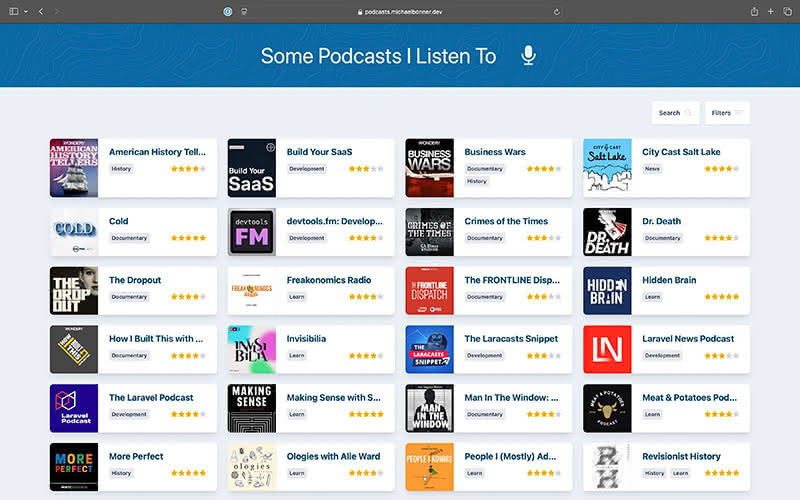 podcasts.michaelbonner.dev
Some Podcasts I Listen To
Search
Filters
WONDERY
AMERICAN HISTORY TELLERS
American History Tell...
History
Build Your SaaS
Build Your SaaS
Development
BUSINESS WARS
Business Wars
Documentary
History
CITY CAST
Salt Lake
City Cast Salt Lake
News
COLD
Cold
Documentary
devtools
FM
devtools.fm: Develop...
Development
CRIMES OF THE TIMES
Crimes of the Times
Documentary
DR. DEATH
Dr. Death
Documentary
THE DROP OUT
The Dropout
Documentary
FREAKONOMICS RADIO
Freakonomics Radio
Learn
THE FRONTLINE DISPATCH
PBS
The FRONTLINE Disp...
Documentary
HIDDEN BRAIN
Hidden Brain
Learn
WONDERY
HOW I BUILT THIS
How I Built This with ...
Documentary
INVISIBILIA
Invisibilia
Learn
THE LARACASTS SNIPPET
The Laracasts Snippet
Development
LN
Laravel News Podcast
Development
Laravel Podcast
The Laravel Podcast
Development
MAKING SENSE
Making Sense with S...
Learn
MAN IN THE WINDOW
Man In The Window: ...
Documentary
MEAT & POTATOES
PODCAST
Meat & Potatoes Pod...
Learn
MORE PERFECT
More Perfect
History
ologies
Ologies with Alie Ward
Learn
PEOPLE I (MOSTLY) ADMIRE
People I (Mostly) Ad...
Learn
Revisionist History
History
Learn